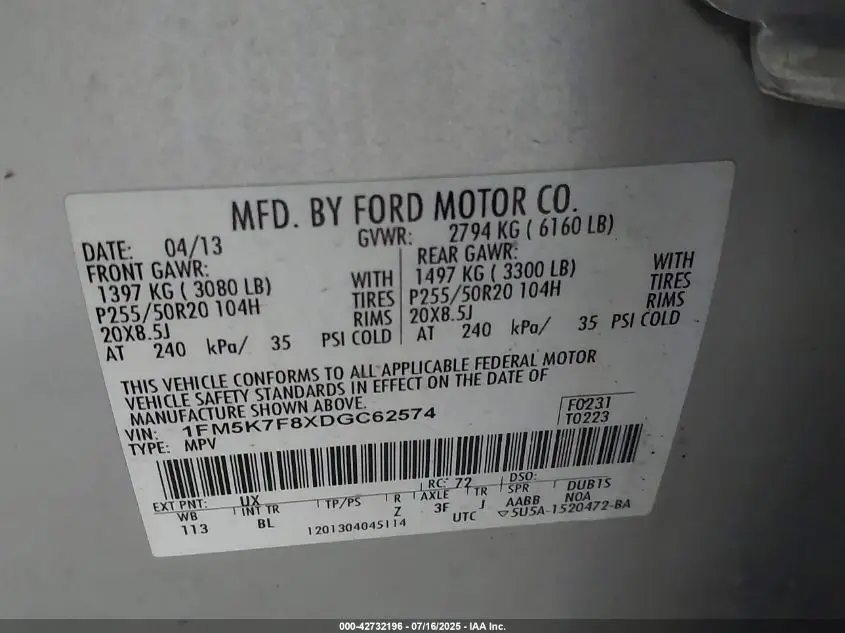 MFD. BY FORD MOTOR CO.
DATE: 04/13 GVWR: 2794 KG ( 6160 LB)
FRONT GAWR: REAR GAWR:
1397 KG ( 3080 LB) WITH 1497 KG ( 3300 LB) WITH
P255/50R20 104H TIRES P255/50R20 104H TIRES
20X8.5J RIMS 20X8.5J RIMS
AT 240 kPa/ 35 PSI COLD AT 240 kPa/ 35 PSI COLD
THIS VEHICLE CONFORMS TO ALL APPLICABLE FEDERAL MOTOR
VEHICLE SAFETY STANDARDS IN EFFECT ON THE DATE OF
MANUFACTURE SHOWN ABOVE.
VIN: 1FM5K7F8XDGC62574 F0231
TYPE: MPV T0223
EXT PNT: UX RC: 72 DSO:
WB INT TR TP/PS R AXLE TR SPR DUB1S
113 BL Z 3F J AABB NOA
1201304045114 UTC ▽5U5A-1520472-BA
000-42732196 - 07/16/2025 - IAA Inc.